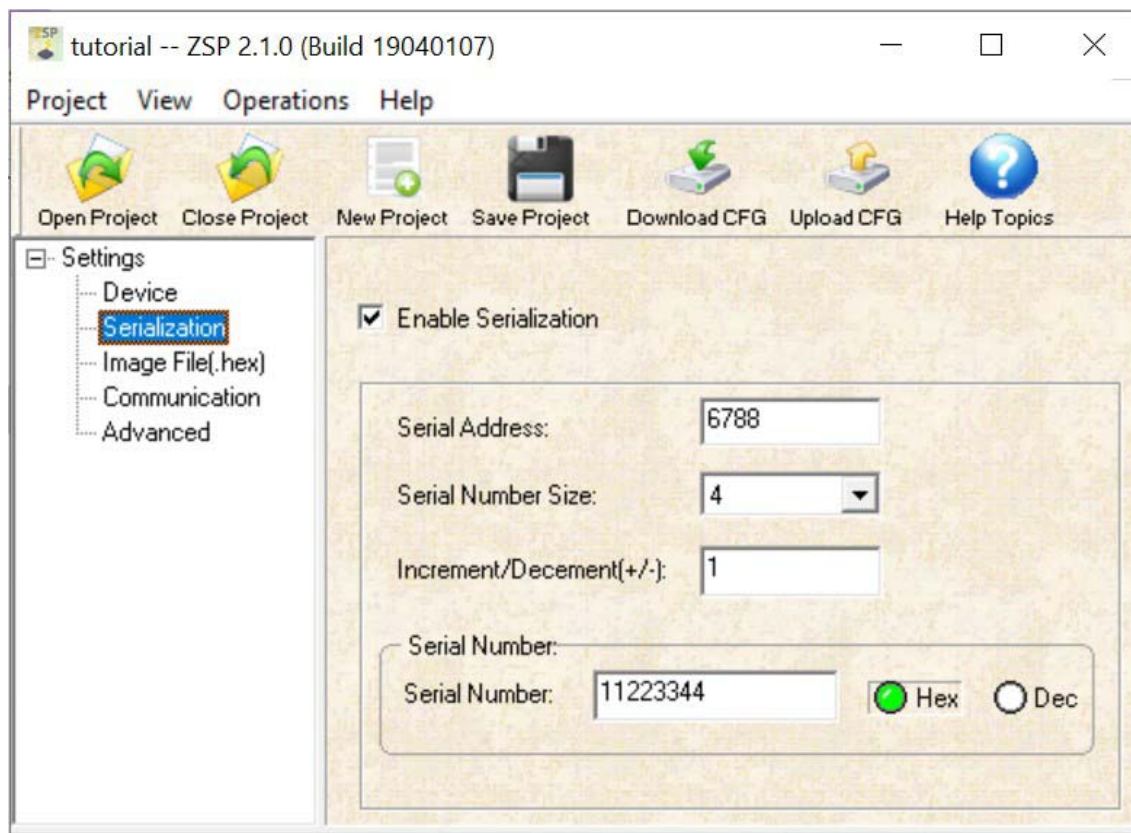 ZSP
tutorial -- ZSP 2.1.0 (Build 19040107)
Project View Operations Help
Open Project Close Project New Project Save Project Download CFG Upload CFG Help Topics
Settings
Device
Serialization
Image File(.hex)
Communication
Advanced
Enable Serialization
Serial Address: 6788
Serial Number Size: 4
Increment/Decement(+/-): 1
Serial Number:
Serial Number: 11223344 Hex Dec